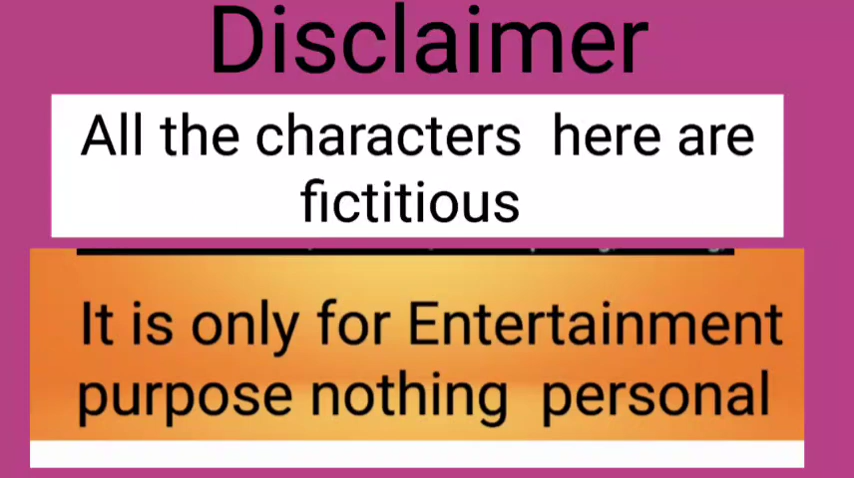 Disclaimer
All the characters here are
fictitious
It is only for Entertainment
purpose nothing personal